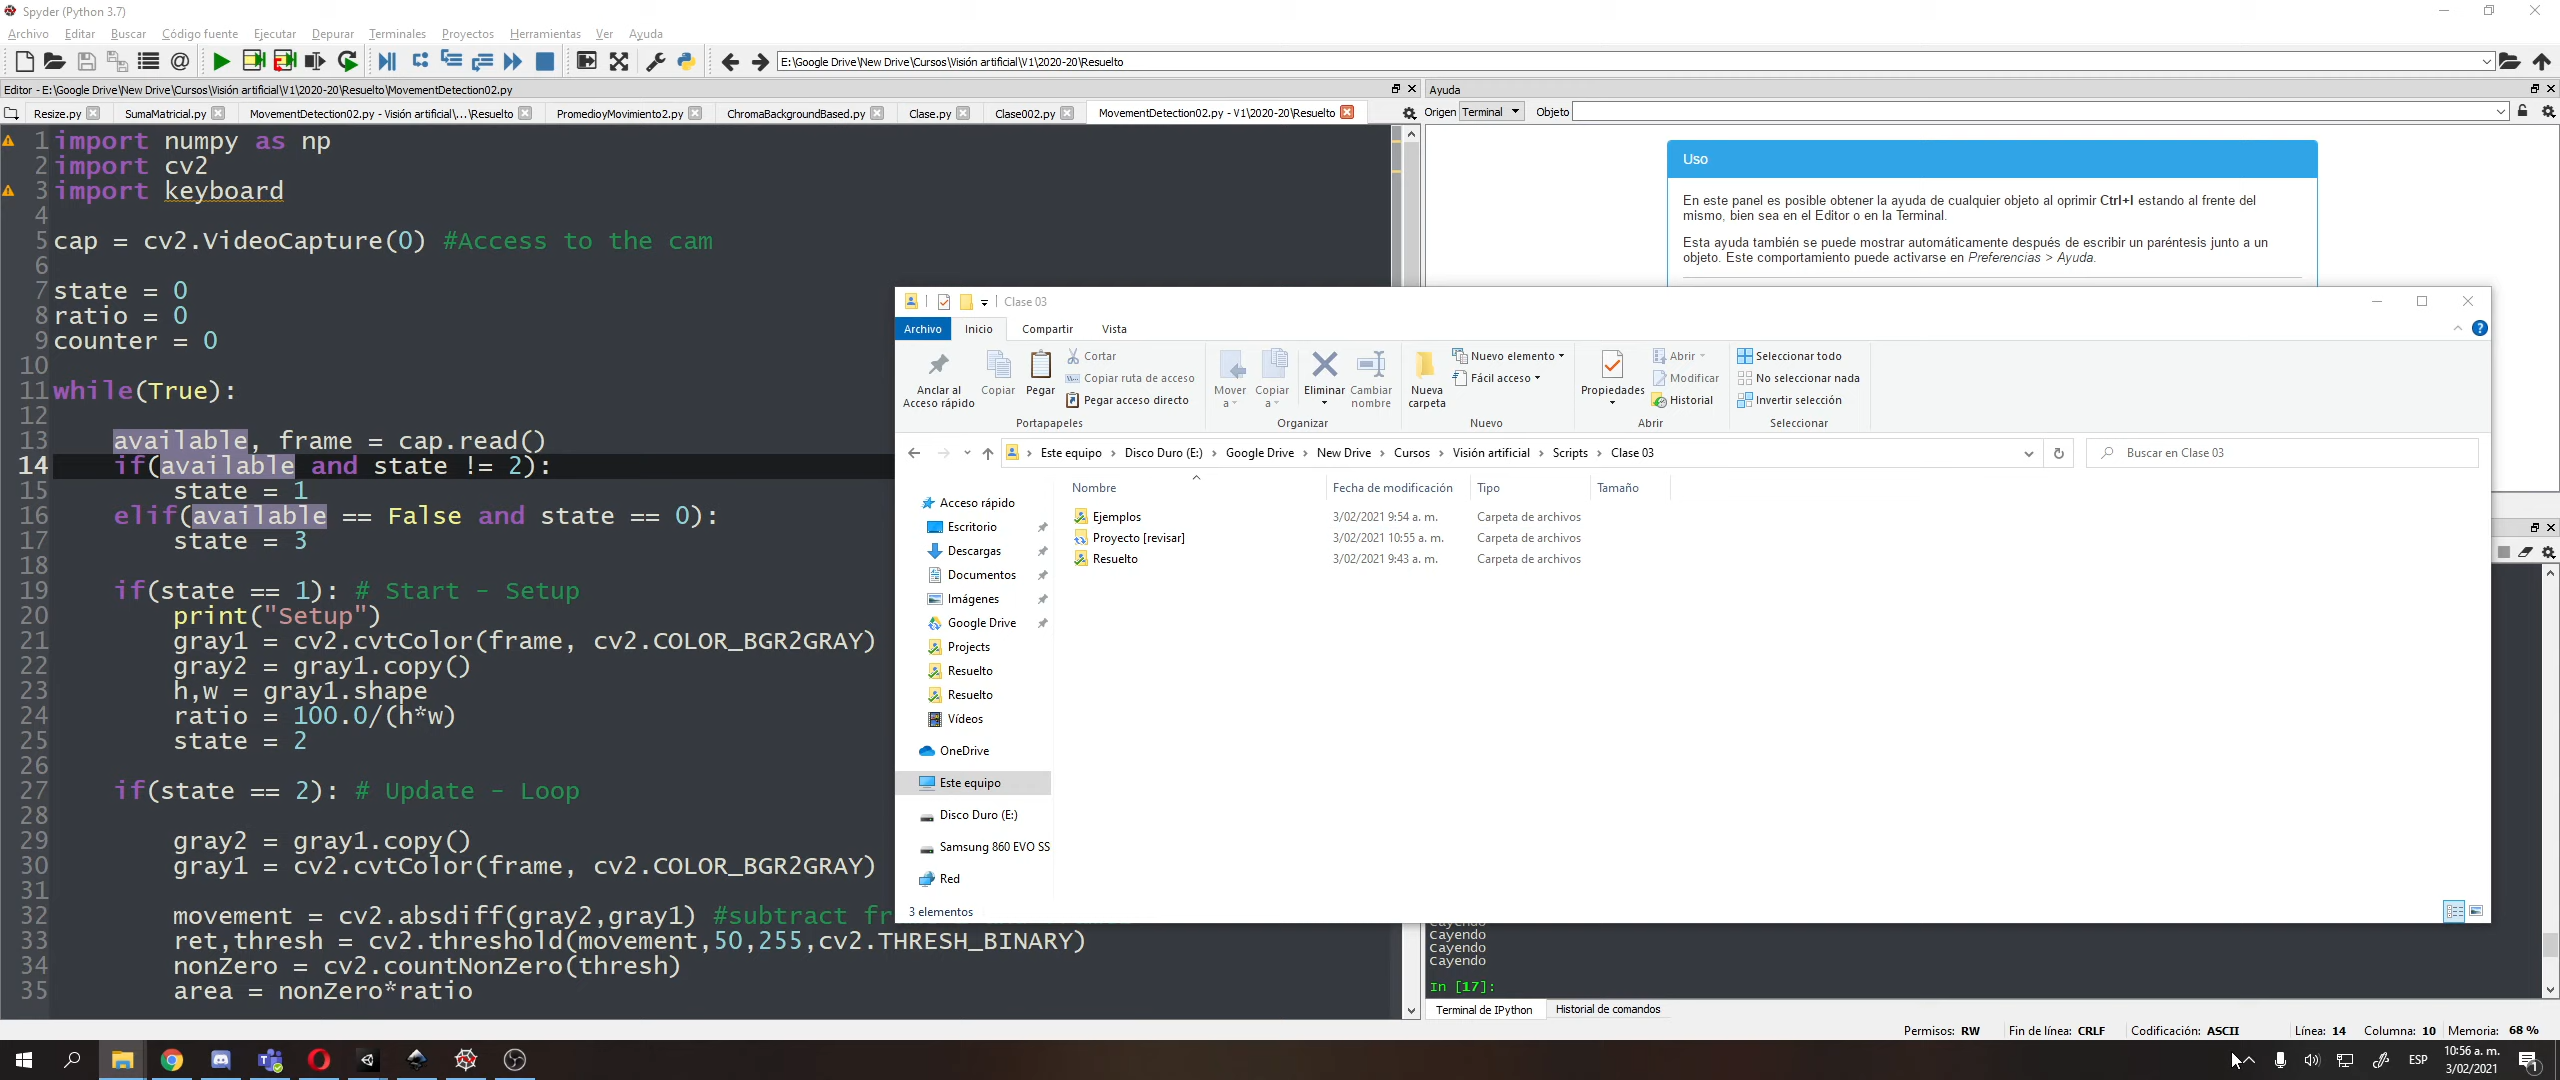 Spyder (Python 3.7)
Archivo Editar Buscar Código fuente Ejecutar Depurar Terminales Proyectos Herramientas Ver Ayuda
E:\Google Drive\New Drive\Cursos\Visión artificial\V1\2020-20\Resuelto
Editor - E:\Google Drive\New Drive\Cursos\Visión artificial\V1\2020-20\Resuelto\MovementDetection02.py
Resize.py SumaMatricial.py MovementDetection02.py - Visión artificial\...\Resuelto PromedioyMovimiento2.py ChromaBackgroundBased.py Clase.py Clase002.py MovementDetection02.py - V1\2020-20\Resuelto
1 import numpy as np
2 import cv2
3 import keyboard
4
5 cap = cv2.VideoCapture(0) #Access to the cam
6
7 state = 0
8 ratio = 0
9 counter = 0
10
11 while(True):
12
13 available, frame = cap.read()
14 if(available and state != 2):
15 state = 1
16 elif(available == False and state == 0):
17 state = 3
18
19 if(state == 1): # Start - Setup
20 print("Setup")
21 gray1 = cv2.cvtColor(frame, cv2.COLOR_BGR2GRAY)
22 gray2 = gray1.copy()
23 h,w = gray1.shape
24 ratio = 100.0/(h*w)
25 state = 2
26
27 if(state == 2): # Update - Loop
28
29 gray2 = gray1.copy()
30 gray1 = cv2.cvtColor(frame, cv2.COLOR_BGR2GRAY)
31
32 movement = cv2.absdiff(gray2,gray1) #subtract fr
33 ret,thresh = cv2.threshold(movement,50,255,cv2.THRESH_BINARY)
34 nonZero = cv2.countNonZero(thresh)
35 area = nonZero*ratio
Ayuda
Origen Terminal Objeto
Uso
En este panel es posible obtener la ayuda de cualquier objeto al oprimir Ctrl+I estando al frente del
mismo, bien sea en el Editor o en la Terminal.
Esta ayuda también se puede mostrar automáticamente después de escribir un paréntesis junto a un
objeto. Este comportamiento puede activarse en Preferencias > Ayuda.
Clase 03
Archivo Inicio Compartir Vista
Anclar al
Acceso rápido
Copiar
Pegar
Cortar
Copiar ruta de acceso
Pegar acceso directo
Portapapeles
Mover
a
Copiar
a
Eliminar
Cambiar
nombre
Organizar
Nueva
carpeta
Nuevo elemento
Fácil acceso
Nuevo
Propiedades
Abrir
Modificar
Historial
Abrir
Seleccionar todo
No seleccionar nada
Invertir selección
Seleccionar
Este equipo > Disco Duro (E:) > Google Drive > New Drive > Cursos > Visión artificial > Scripts > Clase 03
Buscar en Clase 03
Acceso rápido
Escritorio
Descargas
Documentos
Imágenes
Google Drive
Projects
Resuelto
Resuelto
Vídeos
OneDrive
Este equipo
Disco Duro (E:)
Samsung 860 EVO SS
Red
Nombre Fecha de modificación Tipo Tamaño
Ejemplos 3/02/2021 9:54 a. m. Carpeta de archivos
Proyecto [revisar] 3/02/2021 10:55 a. m. Carpeta de archivos
Resuelto 3/02/2021 9:43 a. m. Carpeta de archivos
3 elementos
Cayendo
Cayendo
Cayendo
Cayendo
In [17]:
Terminal de IPython Historial de comandos
Permisos: RW Fin de línea: CRLF Codificación: ASCII Línea: 14 Columna: 10 Memoria: 68 %
ESP
10:56 a. m.
3/02/2021
1